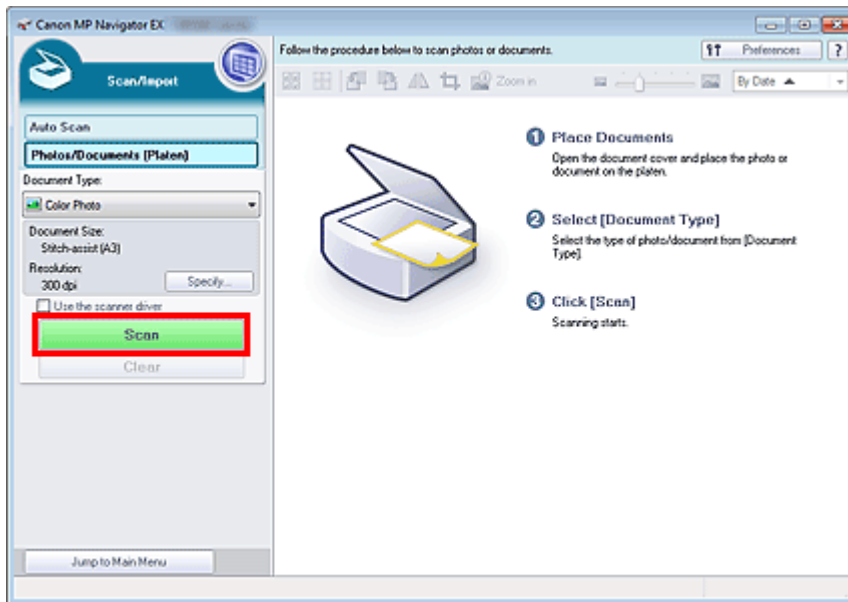 Canon MP Navigator EX
Scan/Import
Auto Scan
Photos/Documents (Platen)
Document Type:
Color Photo
Document Size:
Stitch-assist (A3)
Resolution:
300 dpi
Specify...
Use the scanner driver
Scan
Clear
Jump to Main Menu
Follow the procedure below to scan photos or documents.
Preferences
?
Zoom in
By Date
1 Place Documents
Open the document cover and place the photo or
document on the platen.
2 Select [Document Type]
Select the type of photo/document from [Document
Type].
3 Click [Scan]
Scanning starts.